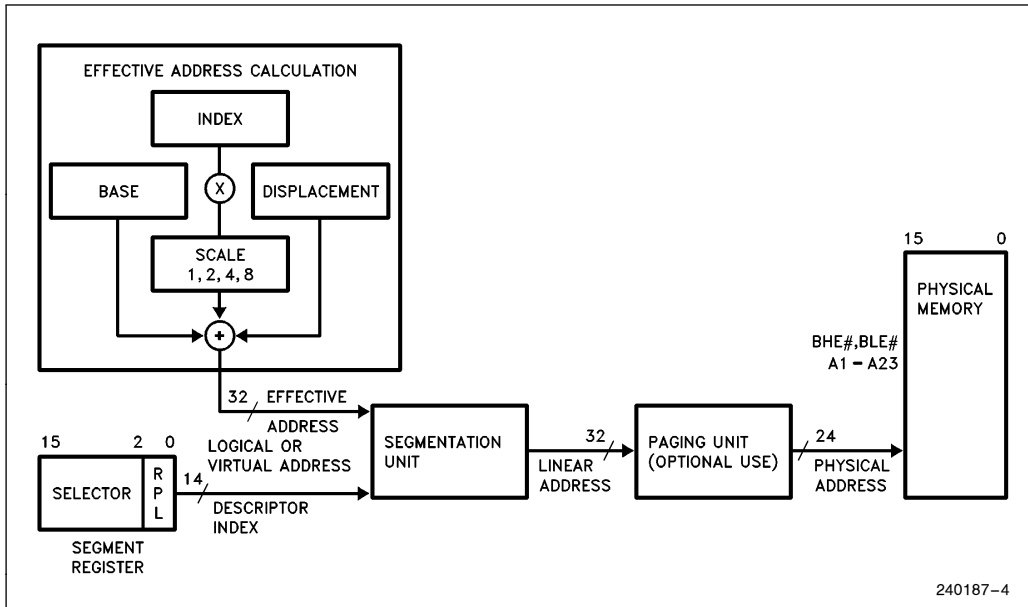 EFFECTIVE ADDRESS CALCULATION
INDEX
BASE
X
DISPLACEMENT
SCALE
1, 2, 4, 8
+
15 0
PHYSICAL
MEMORY
BHE#,BLE#
A1 – A23
32 EFFECTIVE
ADDRESS
LOGICAL OR
VIRTUAL ADDRESS
SEGMENTATION
UNIT
32
LINEAR
ADDRESS
PAGING UNIT
(OPTIONAL USE)
24
PHYSICAL
ADDRESS
15 2 0
SELECTOR
R
P
L
14
DESCRIPTOR
INDEX
SEGMENT
REGISTER
240187–4